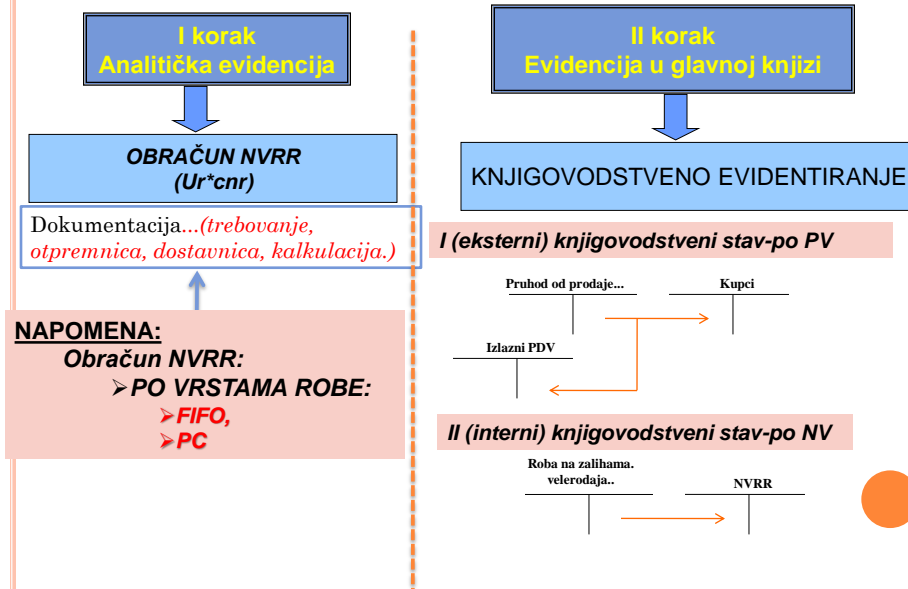 I korak
Analitička evidencija
OBRAČUN NVRR
(Ur*cnr)
Dokumentacija...(trebovanje,
otpremnica, dostavnica, kalkulacija.)
NAPOMENA:
Obračun NVRR:
➢PO VRSTAMA ROBE:
➢FIFO,
➢PC
II korak
Evidencija u glavnoj knjizi
KNJIGOVODSTVENO EVIDENTIRANJE
I (eksterni) knjigovodstveni stav-po PV
Pruhod od prodaje...
Kupci
Izlazni PDV
II (interni) knjigovodstveni stav-po NV
Roba na zalihama.
velerodaja..
NVRR